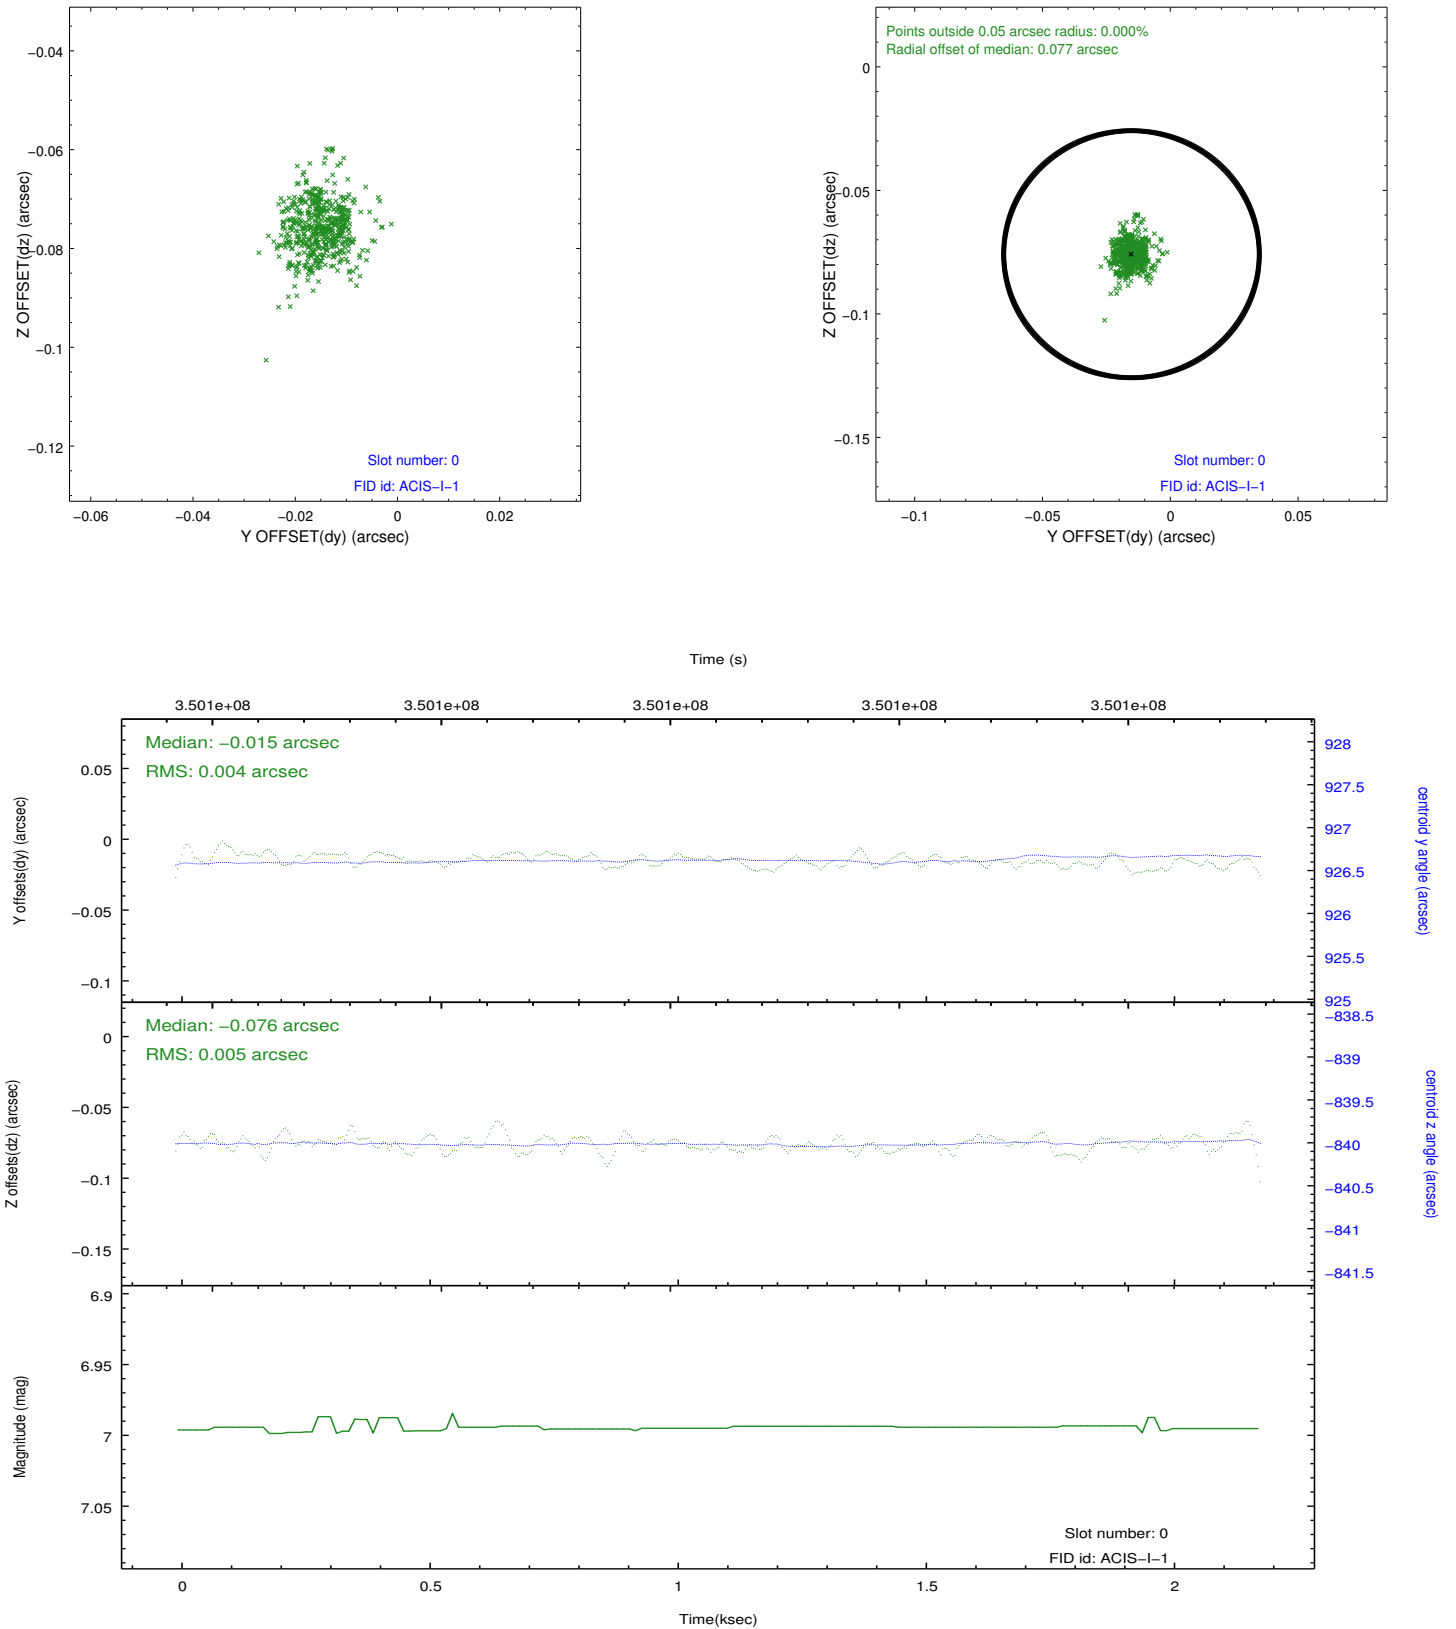 −0.04
−0.06
−0.08
−0.1
−0.12
Z OFFSET(dz) (arcsec)
Slot number: 0
FID id: ACIS−I−1
−0.06
−0.04
−0.02
0
0.02
Y OFFSET(dy) (arcsec)
Points outside 0.05 arcsec radius: 0.000%
Radial offset of median: 0.077 arcsec
0
−0.05
−0.1
−0.15
Z OFFSET(dz) (arcsec)
Slot number: 0
FID id: ACIS−I−1
−0.1
−0.05
0
0.05
Y OFFSET(dy) (arcsec)
Time (s)
3.501e+08
3.501e+08
3.501e+08
3.501e+08
3.501e+08
Median: −0.015 arcsec
RMS: 0.004 arcsec
0.05
0
−0.05
−0.1
Y offsets(dy) (arcsec)
928
927.5
927
926.5
926
925.5
925
centroid y angle (arcsec)
Median: −0.076 arcsec
RMS: 0.005 arcsec
0
−0.05
−0.1
−0.15
Z offsets(dz) (arcsec)
−838.5
−839
−839.5
−840
−840.5
−841
−841.5
centroid z angle (arcsec)
6.9
6.95
7
7.05
Magnitude (mag)
Slot number: 0
FID id: ACIS−I−1
0
0.5
1
1.5
2
Time(ksec)